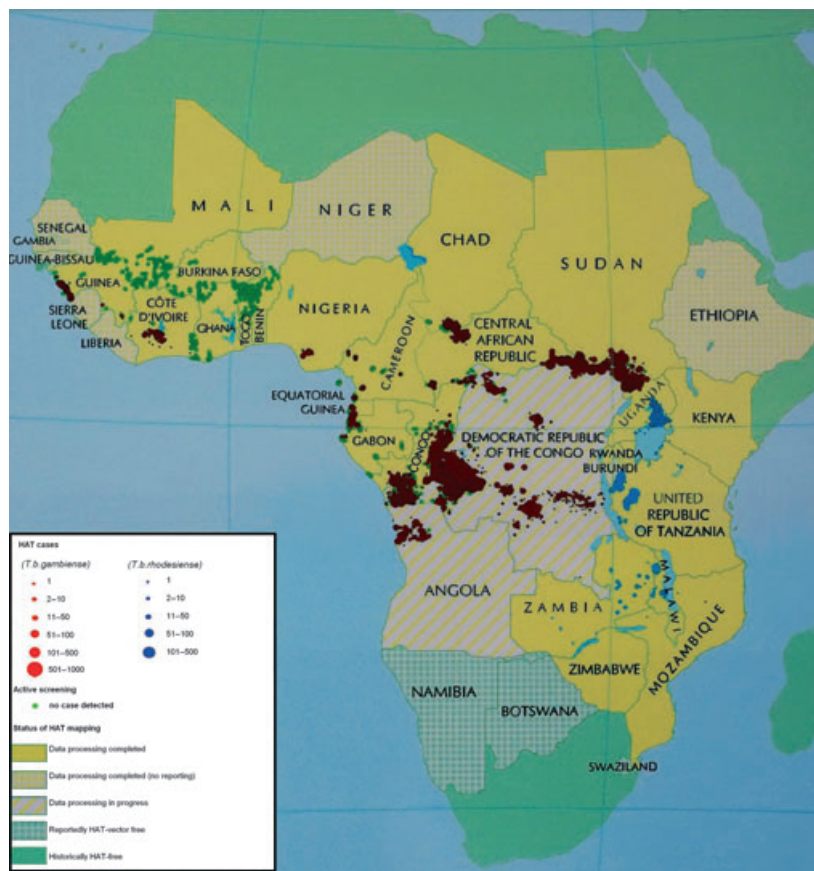 MALI
NIGER
CHAD
SUDAN
SENEGAL
GAMBIA
GUINEA-BISSAU
GUINEA
BURKINA FASO
SIERRA
LEONE
LIBERIA
CÔTE
D'IVOIRE
GHANA
TOGO
BENIN
NIGERIA
CAMEROON
CENTRAL
AFRICAN
REPUBLIC
ETHIOPIA
EQUATORIAL
GUINEA
GABON
CONGO
DEMOCRATIC REPUBLIC
OF THE CONGO
UGANDA
KENYA
RWANDA
BURUNDI
UNITED
REPUBLIC
OF TANZANIA
ANGOLA
ZAMBIA
MALAWI
MOZAMBIQUE
ZIMBABWE
NAMIBIA
BOTSWANA
SWAZILAND
HAT cases
(T.b.gambiense) (T.b.rhodesiense)
1 1
2–10 2–10
11–50 11–50
51–100 51–100
101–500 101–500
501–1000
Active screening
no case detected
Status of HAT mapping
Data processing completed
Data processing completed (no reporting)
Data processing in progress
Reportedly HAT-vector free
Historically HAT-free